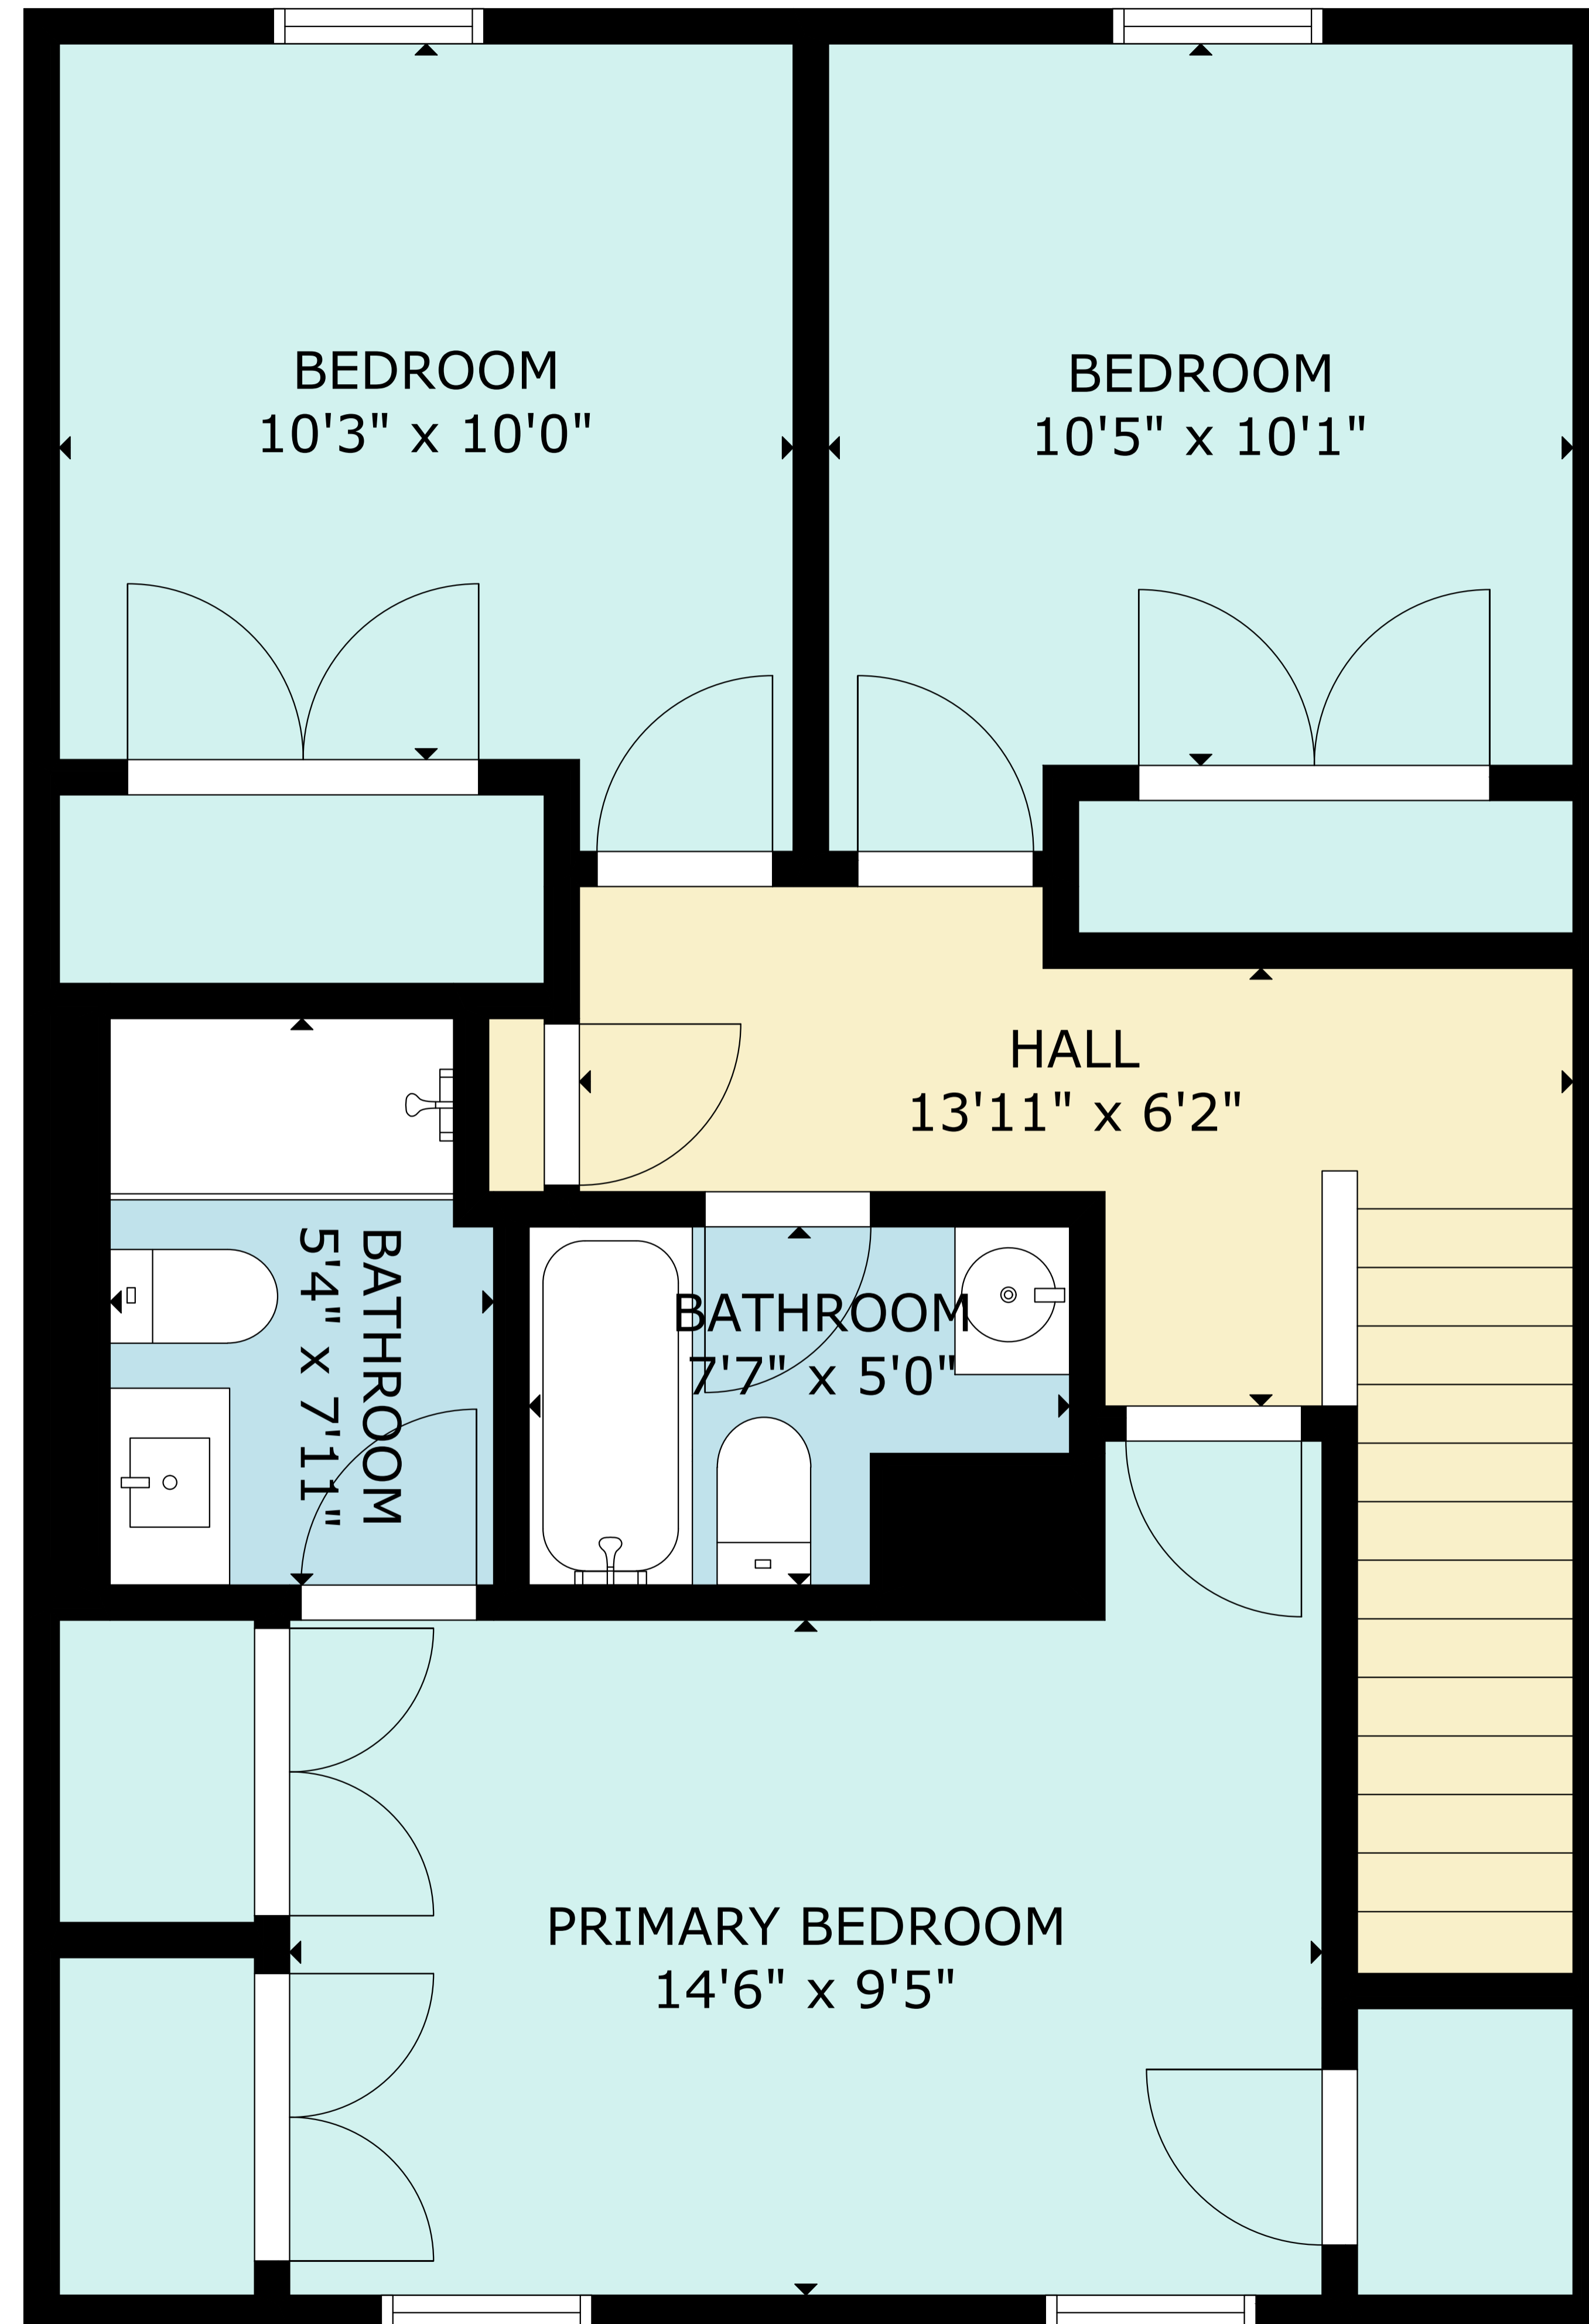 BEDROOM
10'3" x 10'0"
BEDROOM
10'5" x 10'1"
HALL
13'11" x 6'2"
BATHROOM
5'4" x 7'11"
BATHROOM
7'7" x 5'0"
PRIMARY BEDROOM
14'6" x 9'5"